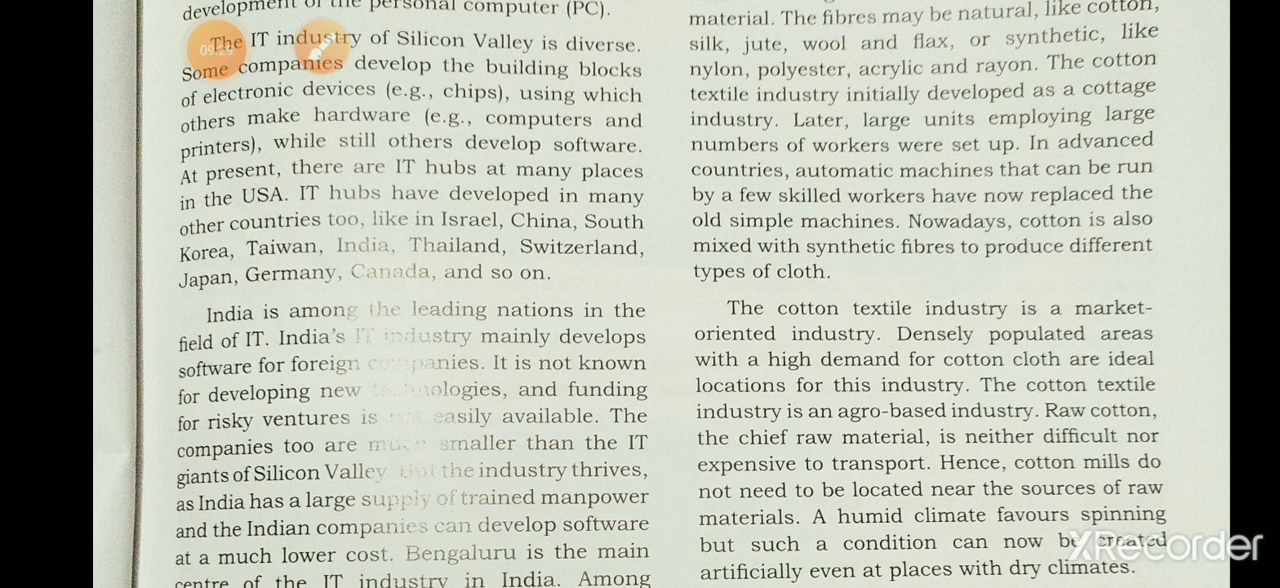 development of the personal computer (PC).
The IT industry of Silicon Valley is diverse.
Some companies develop the building blocks
of electronic devices (e.g., chips), using which
others make hardware (e.g., computers and
printers), while still others develop software.
At present, there are IT hubs at many places
in the USA. IT hubs have developed in many
other countries too, like in Israel, China, South
Korea, Taiwan, India, Thailand, Switzerland,
Japan, Germany, Canada, and so on.
India is among the leading nations in the
field of IT. India's IT industry mainly develops
software for foreign companies. It is not known
for developing new technologies, and funding
for risky ventures is not easily available. The
companies too are much smaller than the IT
giants of Silicon Valley. But the industry thrives,
as India has a large supply of trained manpower
and the Indian companies can develop software
at a much lower cost. Bengaluru is the main
centre of the IT industry in India. Among
material. The fibres may be natural, like cotton,
silk, jute, wool and flax, or synthetic, like
nylon, polyester, acrylic and rayon. The cotton
textile industry initially developed as a cottage
industry. Later, large units employing large
numbers of workers were set up. In advanced
countries, automatic machines that can be run
by a few skilled workers have now replaced the
old simple machines. Nowadays, cotton is also
mixed with synthetic fibres to produce different
types of cloth.
The cotton textile industry is a market-
oriented industry. Densely populated areas
with a high demand for cotton cloth are ideal
locations for this industry. The cotton textile
industry is an agro-based industry. Raw cotton,
the chief raw material, is neither difficult nor
expensive to transport. Hence, cotton mills do
not need to be located near the sources of raw
materials. A humid climate favours spinning
but such a condition can now be created
artificially even at places with dry climates.
09:29
XRecorder